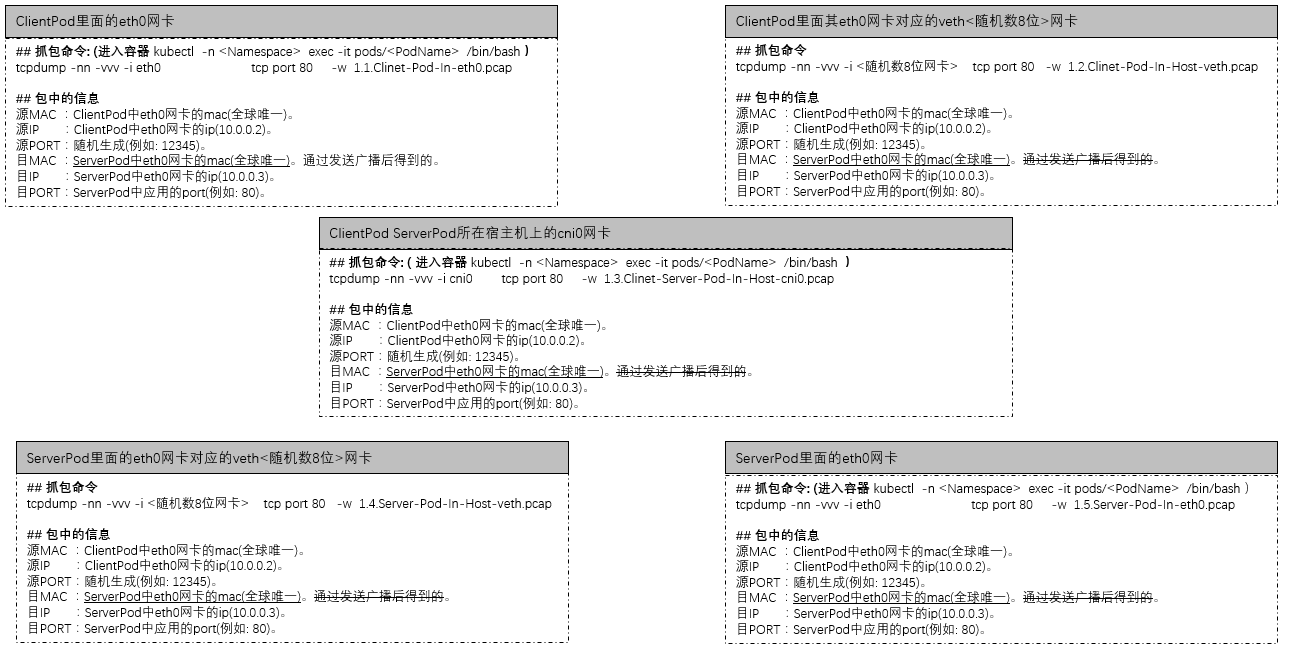 ClientPod里面的eth0网卡
## 抓包命令: (进入容器 kubectl -n <Namespace> exec -it pods/<PodName> /bin/bash )
tcpdump -nn -vvv -i eth0 tcp port 80 -w 1.1.Clinet-Pod-In-eth0.pcap
## 包中的信息
源MAC : ClientPod中eth0网卡的mac(全球唯一)。
源IP : ClientPod中eth0网卡的ip(10.0.0.2)。
源PORT : 随机生成(例如: 12345)。
目MAC : ServerPod中eth0网卡的mac(全球唯一)。通过发送广播后得到的。
目IP : ServerPod中eth0网卡的ip(10.0.0.3)。
目PORT : ServerPod中应用的port(例如: 80)。
ClientPod里面其eth0网卡对应的veth<随机数8位>网卡
## 抓包命令
tcpdump -nn -vvv -i <随机数8位网卡> tcp port 80 -w 1.2.Clinet-Pod-In-Host-veth.pcap
## 包中的信息
源MAC : ClientPod中eth0网卡的mac(全球唯一)。
源IP : ClientPod中eth0网卡的ip(10.0.0.2)。
源PORT : 随机生成(例如: 12345)。
目MAC : ServerPod中eth0网卡的mac(全球唯一)。通过发送广播后得到的。
目IP : ServerPod中eth0网卡的ip(10.0.0.3)。
目PORT : ServerPod中应用的port(例如: 80)。
ClientPod ServerPod所在宿主机上的cni0网卡
## 抓包命令: ( 进入容器 kubectl -n <Namespace> exec -it pods/<PodName> /bin/bash )
tcpdump -nn -vvv -i cni0 tcp port 80 -w 1.3.Clinet-Server-Pod-In-Host-cni0.pcap
## 包中的信息
源MAC : ClientPod中eth0网卡的mac(全球唯一)。
源IP : ClientPod中eth0网卡的ip(10.0.0.2)。
源PORT : 随机生成(例如: 12345)。
目MAC : ServerPod中eth0网卡的mac(全球唯一)。通过发送广播后得到的。
目IP : ServerPod中eth0网卡的ip(10.0.0.3)。
目PORT : ServerPod中应用的port(例如: 80)。
ServerPod里面的eth0网卡对应的veth<随机数8位>网卡
## 抓包命令
tcpdump -nn -vvv -i <随机数8位网卡> tcp port 80 -w 1.4.Server-Pod-In-Host-veth.pcap
## 包中的信息
源MAC : ClientPod中eth0网卡的mac(全球唯一)。
源IP : ClientPod中eth0网卡的ip(10.0.0.2)。
源PORT : 随机生成(例如: 12345)。
目MAC : ServerPod中eth0网卡的mac(全球唯一)。通过发送广播后得到的。
目IP : ServerPod中eth0网卡的ip(10.0.0.3)。
目PORT : ServerPod中应用的port(例如: 80)。
ServerPod里面的eth0网卡
## 抓包命令: (进入容器 kubectl -n <Namespace> exec -it pods/<PodName> /bin/bash )
tcpdump -nn -vvv -i eth0 tcp port 80 -w 1.5.Server-Pod-In-eth0.pcap
## 包中的信息
源MAC : ClientPod中eth0网卡的mac(全球唯一)。
源IP : ClientPod中eth0网卡的ip(10.0.0.2)。
源PORT : 随机生成(例如: 12345)。
目MAC : ServerPod中eth0网卡的mac(全球唯一)。通过发送广播后得到的。
目IP : ServerPod中eth0网卡的ip(10.0.0.3)。
目PORT : ServerPod中应用的port(例如: 80)。